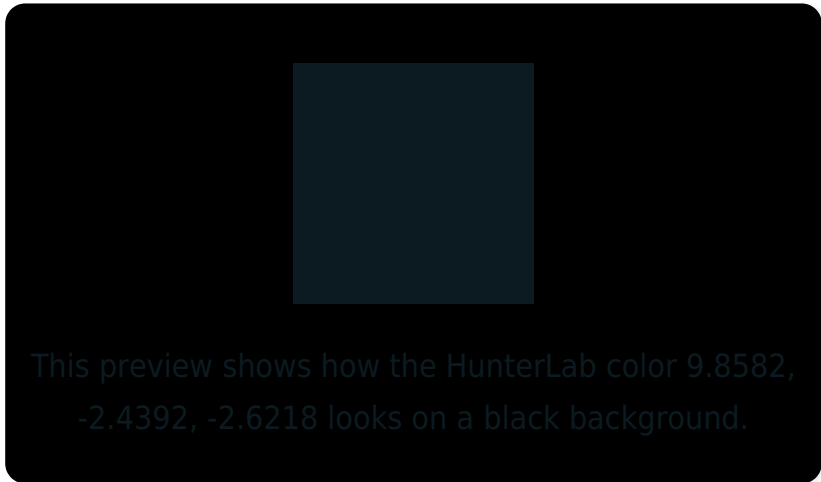 This preview shows how the HunterLab color 9.8582,
-2.4392, -2.6218 looks on a black background.